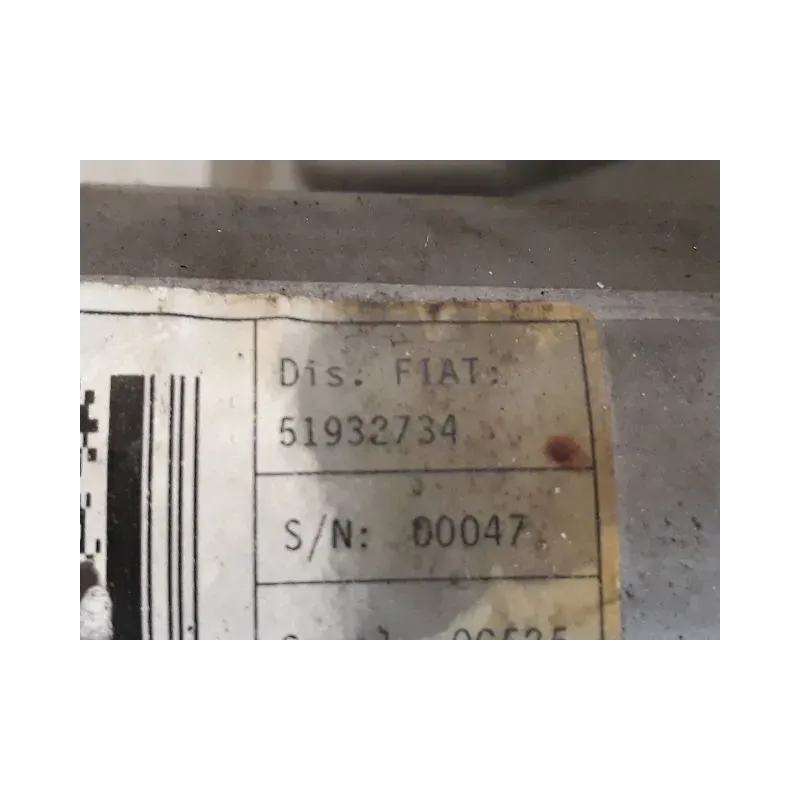 Dis. FIAT:
51932734
S/N: 00047